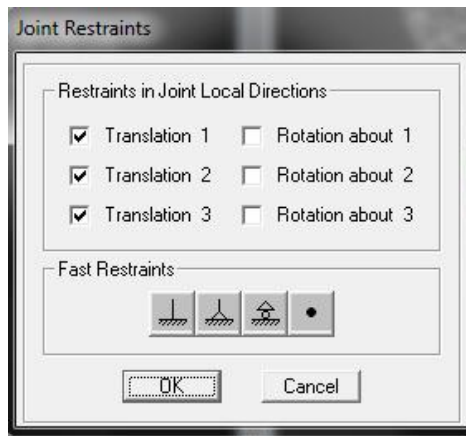 Joint Restraints
Restraints in Joint Local Directions
Translation 1 Rotation about 1
Translation 2 Rotation about 2
Translation 3 Rotation about 3
Fast Restraints
OK Cancel